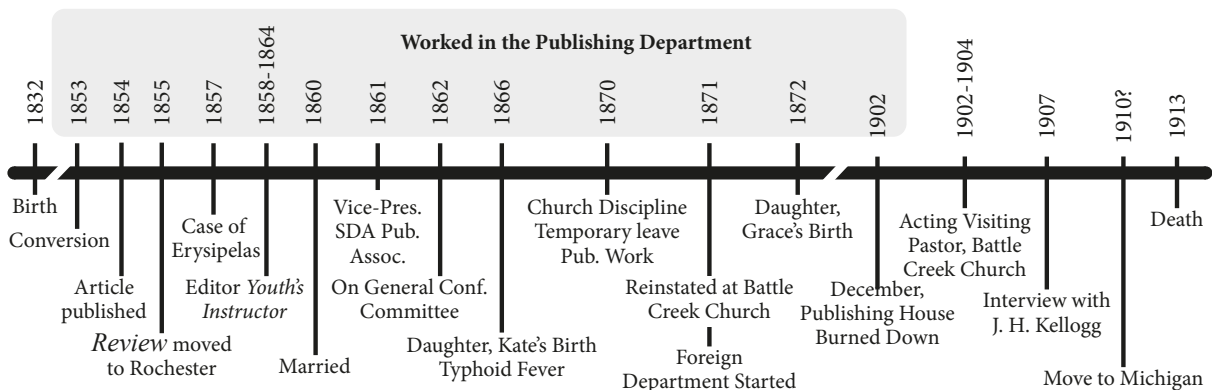 Worked in the Publishing Department
1832
1853
1854
1855
1857
1858-1864
1860
1861
1862
1866
1870
1871
1872
1902
1902-1904
1907
1910?
1913
Birth
Conversion
Article
published
Review moved
to Rochester
Case of
Erysipelas
Editor Youth's
Instructor
Married
Vice-Pres.
SDA Pub.
Assoc.
On General Conf.
Committee
Daughter, Kate's Birth
Typhoid Fever
Church Discipline
Temporary leave
Pub. Work
Reinstated at Battle
Creek Church
Foreign
Department Started
Daughter,
Grace's Birth
December,
Publishing House
Burned Down
Acting Visiting
Pastor, Battle
Creek Church
Interview with
J. H. Kellogg
Move to Michigan
Death